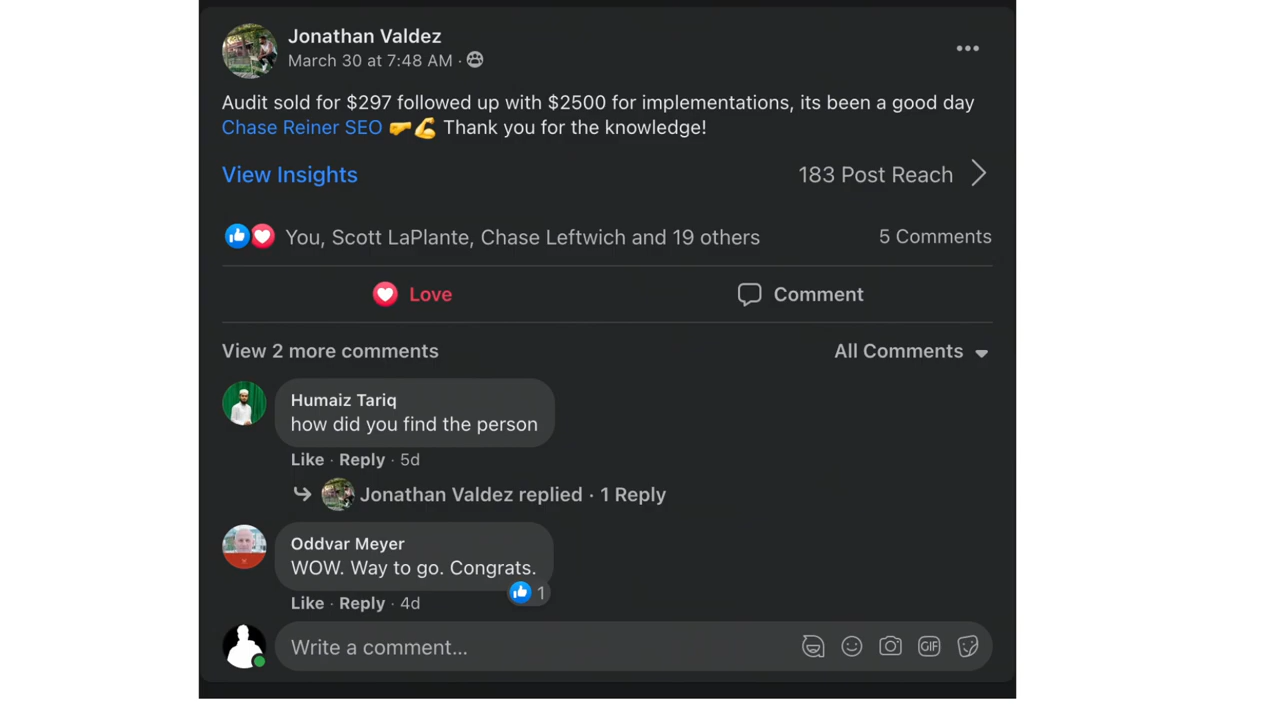 Jonathan Valdez
March 30 at 7:48 AM ·
Audit sold for $297 followed up with $2500 for implementations, its been a good day
Chase Reiner SEO 🤛💪 Thank you for the knowledge!
View Insights
183 Post Reach
You, Scott LaPlante, Chase Leftwich and 19 others
5 Comments
Love
Comment
View 2 more comments
All Comments
Humaiz Tariq
how did you find the person
Like · Reply · 5d
Jonathan Valdez replied · 1 Reply
Oddvar Meyer
WOW. Way to go. Congrats.
1
Like · Reply · 4d
Write a comment...
GIF